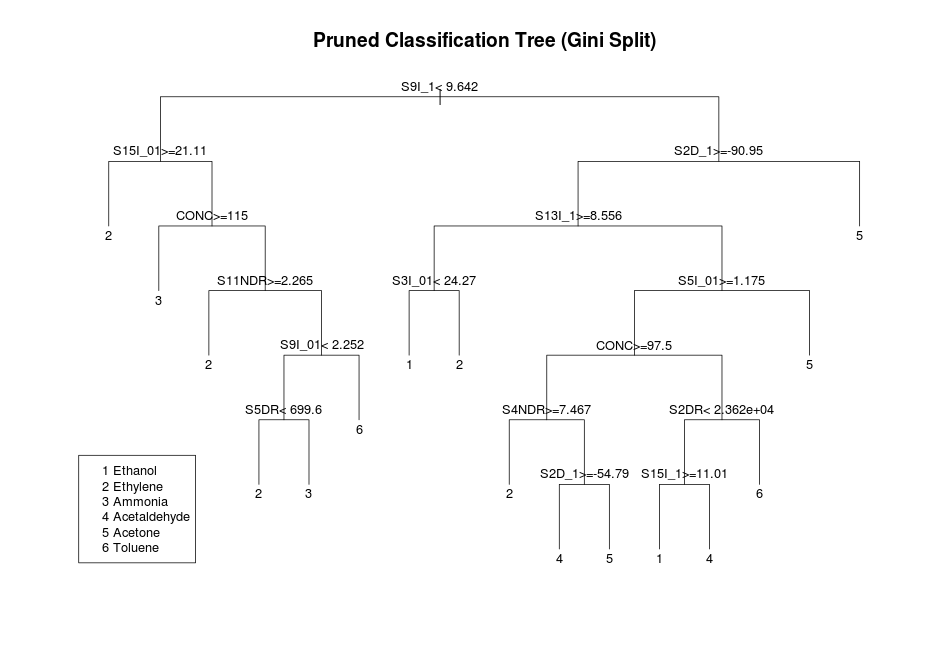 Pruned Classification Tree (Gini Split)
S9I_1< 9.642
S15I_01>=21.11
S2D_1>=-90.95
CONC>=115
S13I_1>=8.556
2
5
S11NDR>=2.265
S3I_01< 24.27
S5I_01>=1.175
3
S9I_01< 2.252
CONC>=97.5
2
1
2
5
S5DR< 699.6
S4NDR>=7.467
S2DR< 2.362e+04
6
S2D_1>=-54.79
S15I_1>=11.01
2
3
2
6
4
5
1
4
1 Ethanol
2 Ethylene
3 Ammonia
4 Acetaldehyde
5 Acetone
6 Toluene